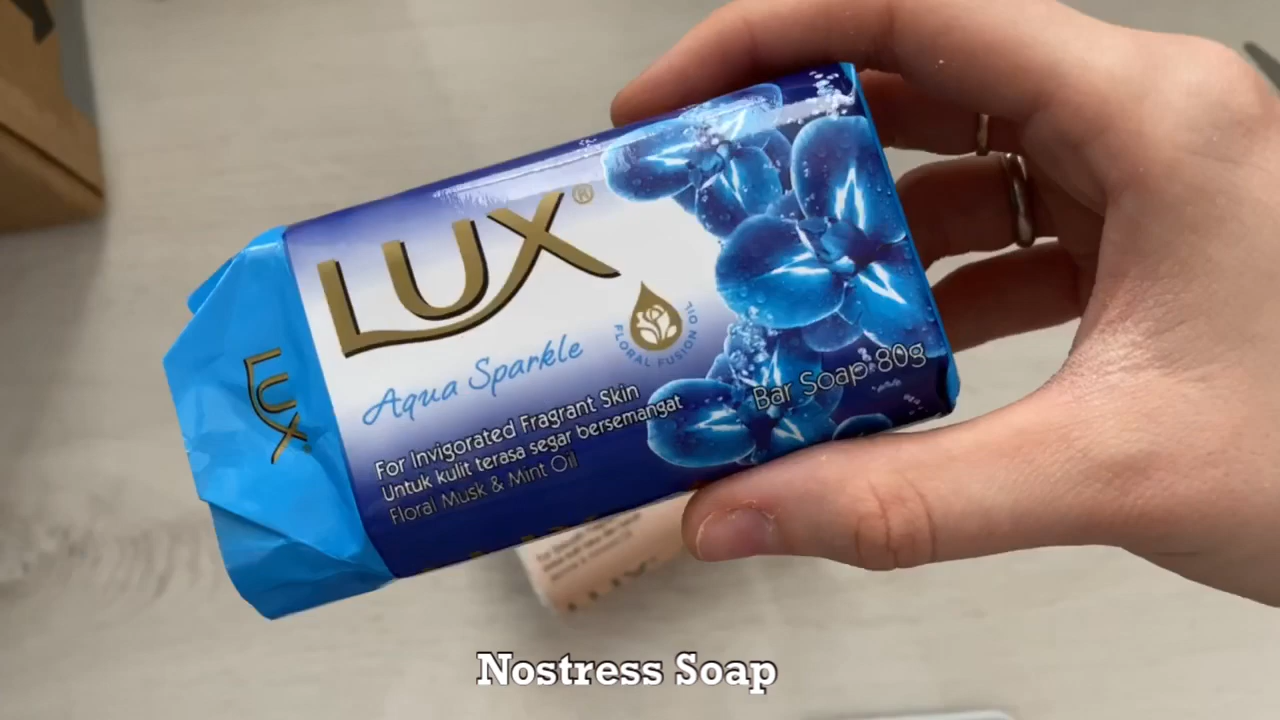 LUX®
Aqua Sparkle
FLORAL FUSION OIL
For Invigorated Fragrant Skin
Untuk kulit terasa segar bersemangat
Floral Musk & Mint Oil
Bar Soap 80g
LUX
Nostress Soap